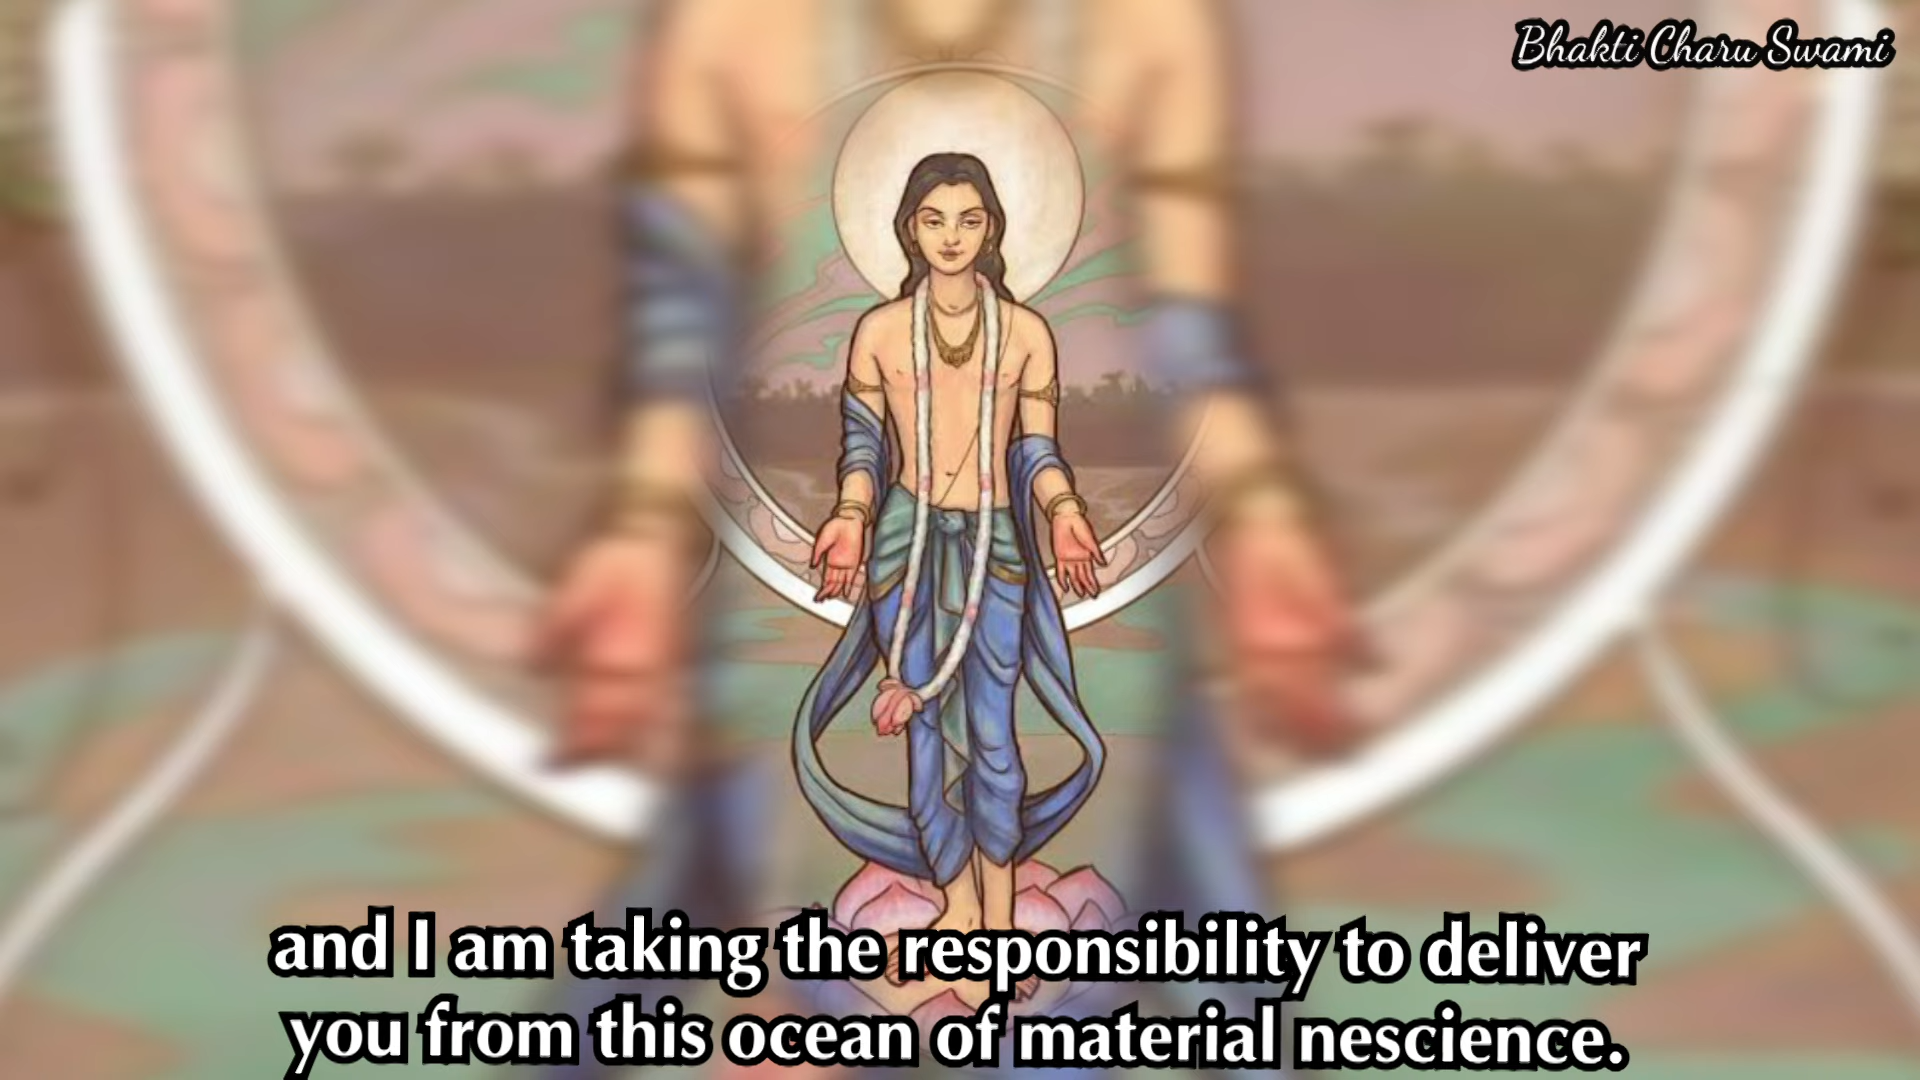 Bhakti Charu Swami
and I am taking the responsibility to deliver
you from this ocean of material nescience.